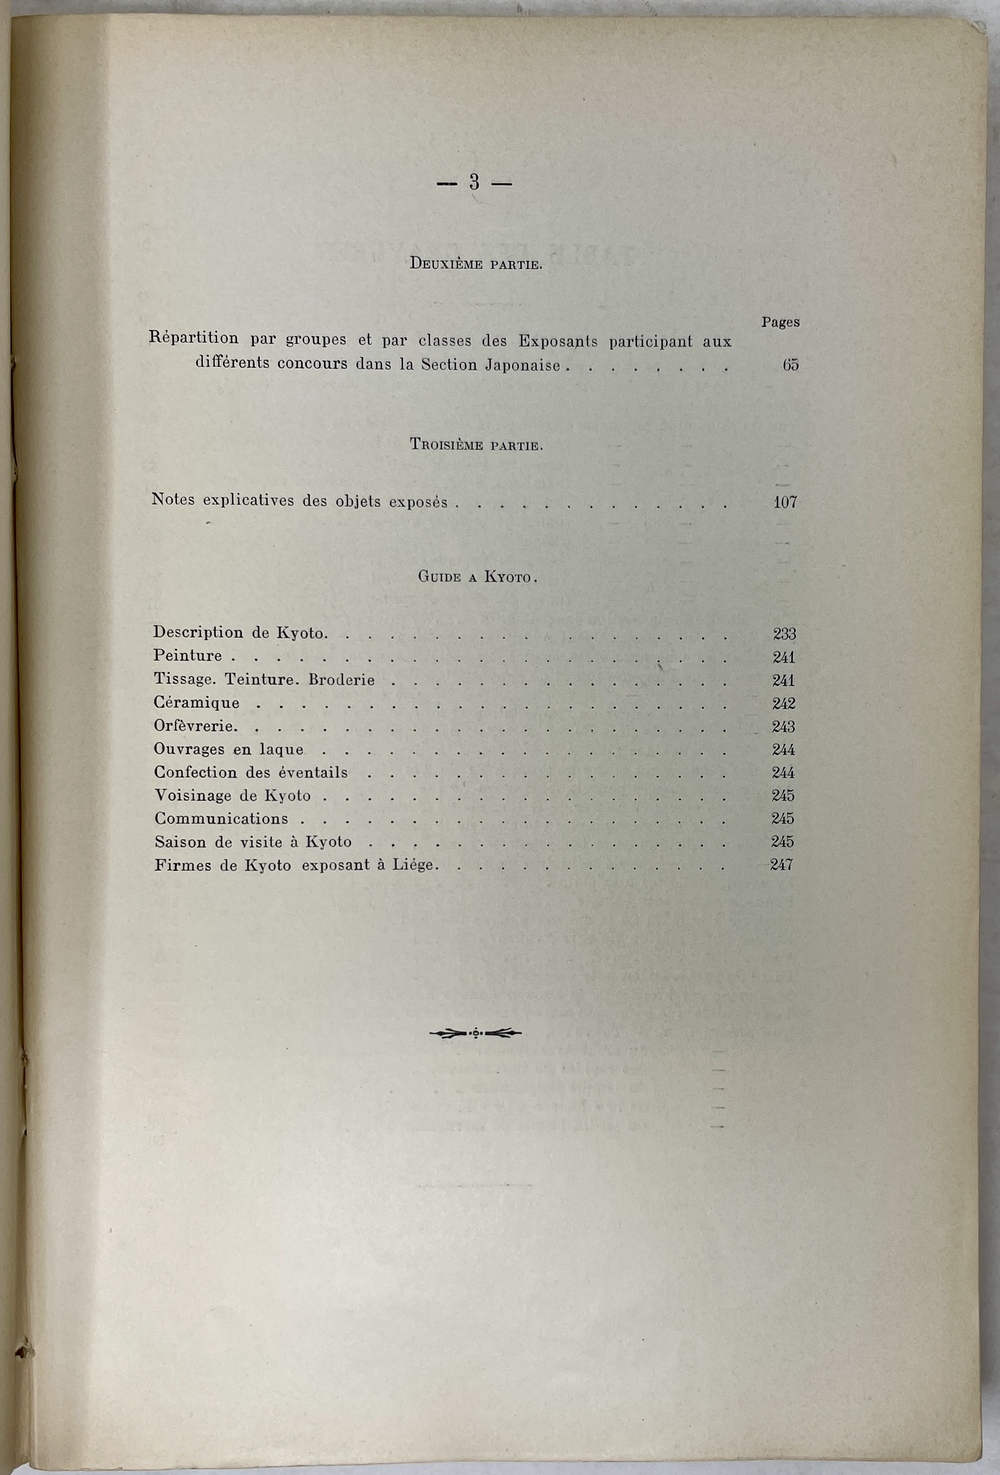 — 3 —
Deuxième partie.
Pages
Répartition par groupes et par classes des Exposants participant aux
différents concours dans la Section Japonaise . . . . . . . . 65
Troisième partie.
Notes explicatives des objets exposés . . . . . . . . . . . . . 107
Guide a Kyoto.
Description de Kyoto. . . . . . . . . . . . . . . . . . . 233
Peinture . . . . . . . . . . . . . . . . . . . . . . . 241
Tissage. Teinture. Broderie . . . . . . . . . . . . . . . . 241
Céramique . . . . . . . . . . . . . . . . . . . . . . 242
Orfèvrerie. . . . . . . . . . . . . . . . . . . . . . . 243
Ouvrages en laque . . . . . . . . . . . . . . . . . . . 244
Confection des éventails . . . . . . . . . . . . . . . . . 244
Voisinage de Kyoto . . . . . . . . . . . . . . . . . . . 245
Communications . . . . . . . . . . . . . . . . . . . . 245
Saison de visite à Kyoto . . . . . . . . . . . . . . . . . 245
Firmes de Kyoto exposant à Liége. . . . . . . . . . . . . . 247